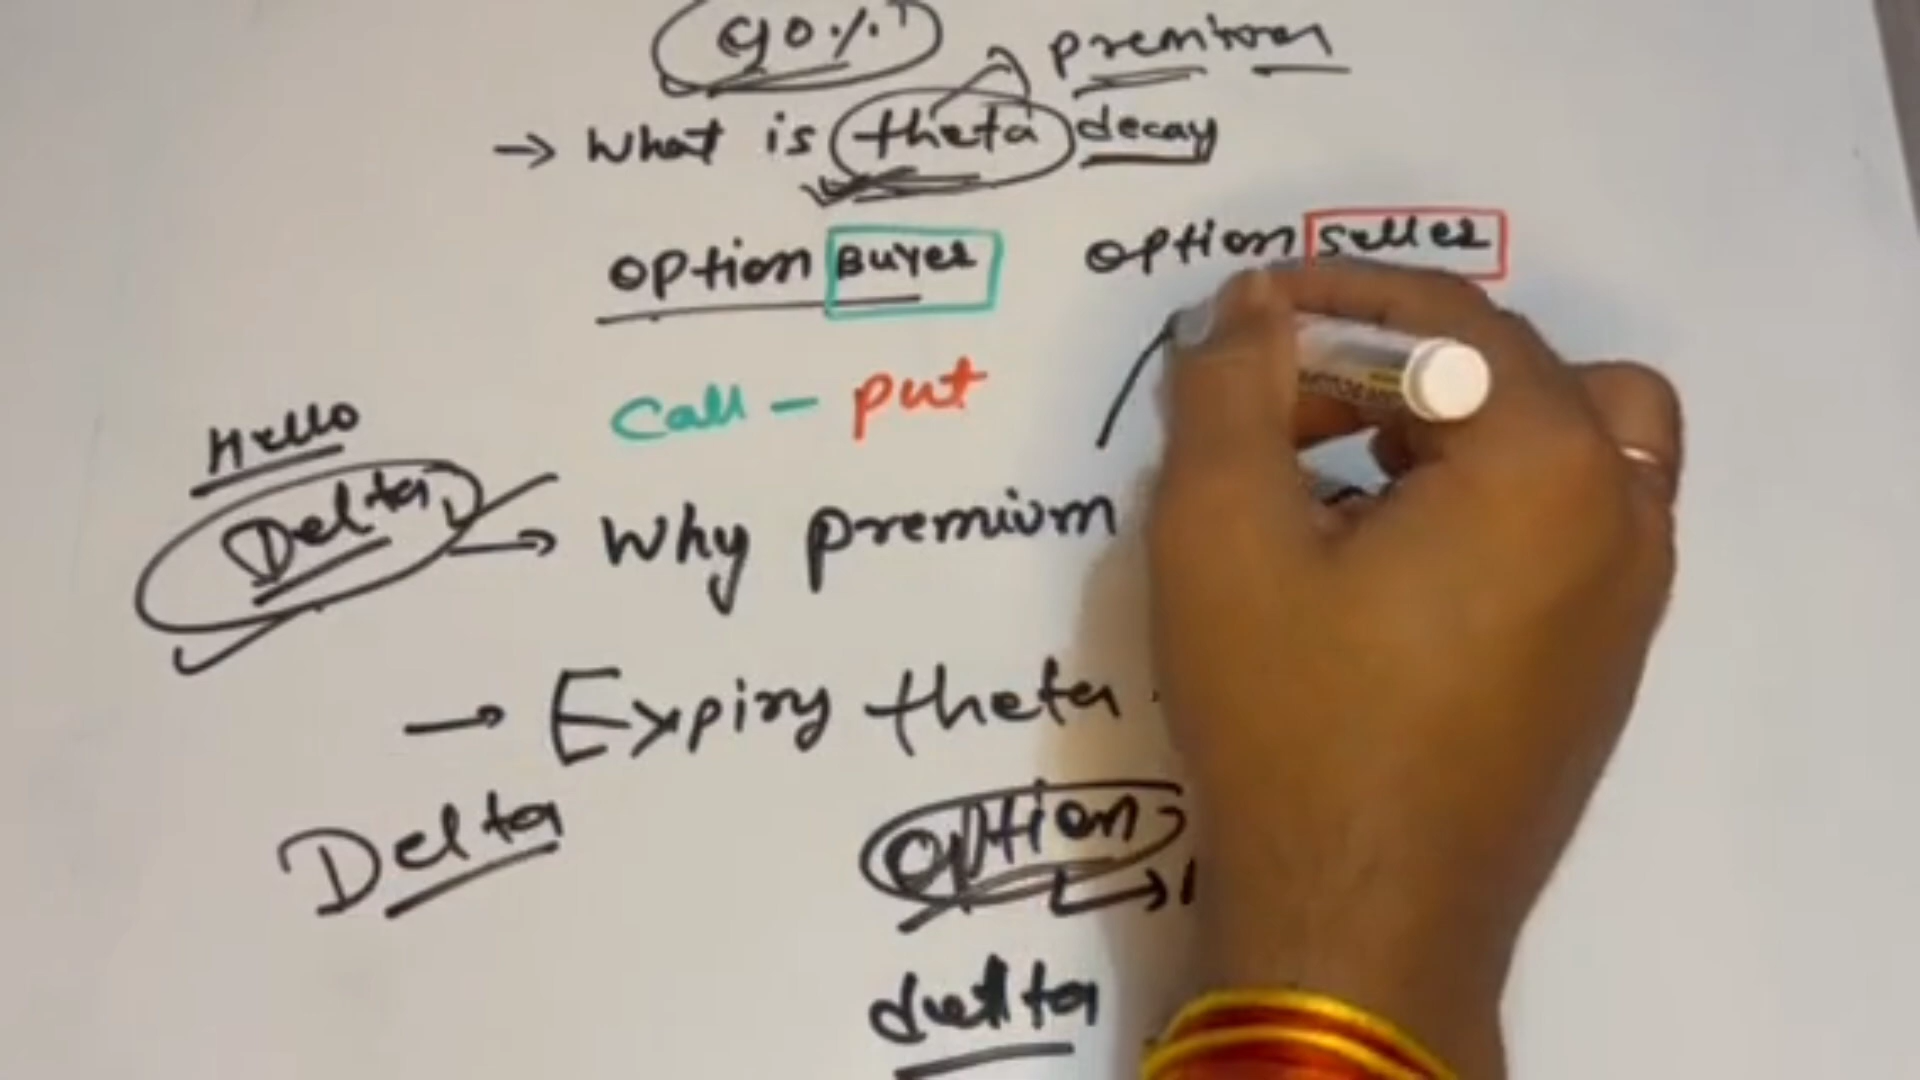 90%
premium
→ What is theta decay
option Buyer option seller
call - put
Hello
Delta
→ Why premium
→ Expiry theta
Delta
option
delta